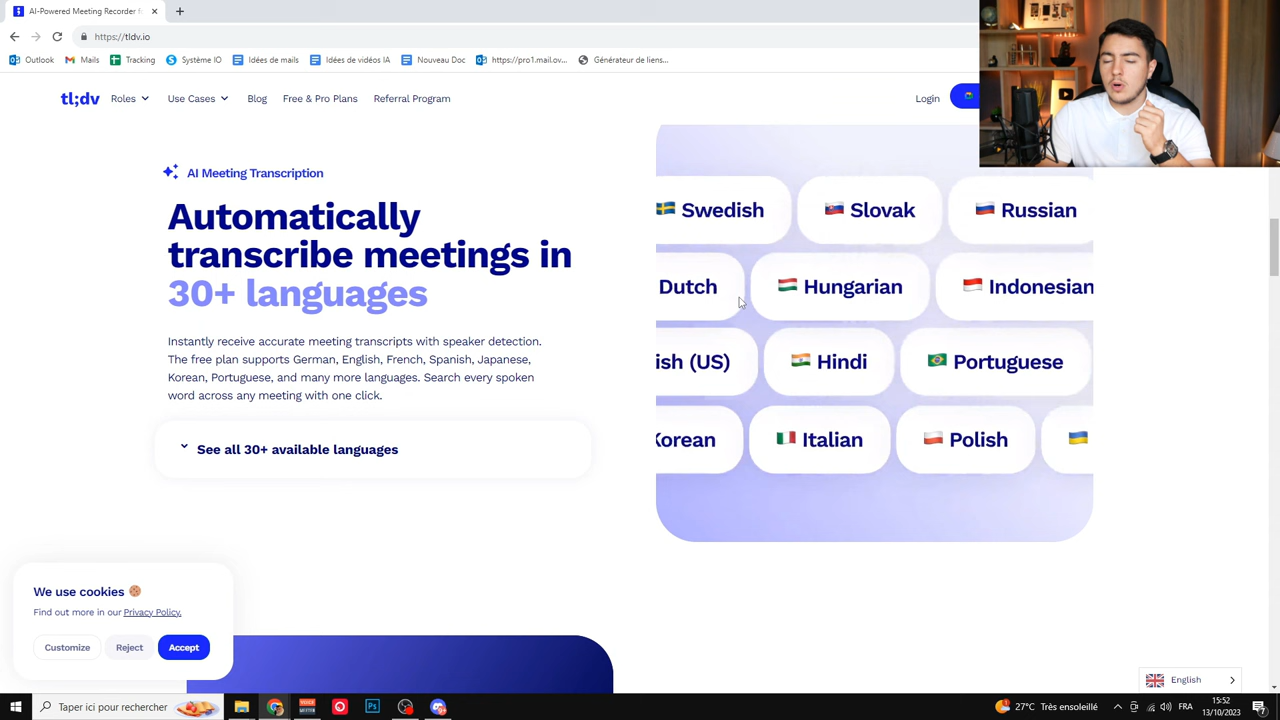 AI-Powered Meeting Recorder f
https://tldv.io
Outlook
Mails
Tracking
Système IO
Idées de mails
Idées de vidéos IA
Nouveau Doc
https://pro1.mail.ov...
Générateur de liens...
tl;dv
Roles
Use Cases
Blog
Free & Pro Plans
Referral Program
Login
AI Meeting Transcription
Automatically
transcribe meetings in
30+ languages
Instantly receive accurate meeting transcripts with speaker detection.
The free plan supports German, English, French, Spanish, Japanese,
Korean, Portuguese, and many more languages. Search every spoken
word across any meeting with one click.
See all 30+ available languages
Swedish
Slovak
Russian
Dutch
Hungarian
Indonesian
ish (US)
Hindi
Portuguese
Korean
Italian
Polish
We use cookies
Find out more in our Privacy Policy.
Customize
Reject
Accept
English
Taper ici pour rechercher
Ps
27°C Très ensoleillé
FRA
15:52
13/10/2023